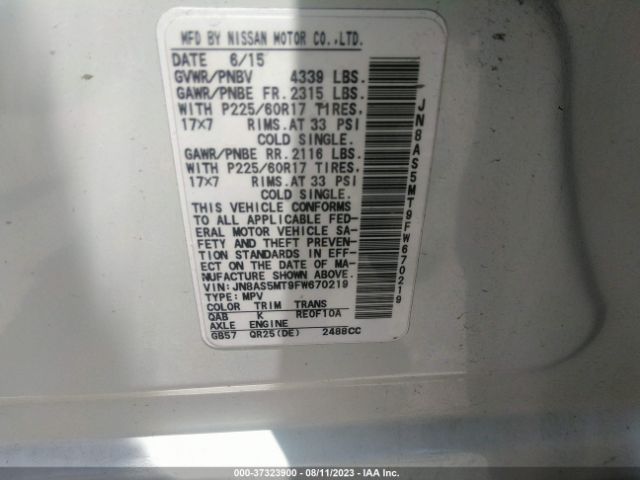 MFD BY NISSAN MOTOR CO.,LTD.
DATE 6/15
GVWR/PNBV 4339 LBS.
GAWR/PNBE FR. 2315 LBS.
WITH P225/60R17 TIRES.
17×7 RIMS. AT 33 PSI
COLD SINGLE.
GAWR/PNBE RR. 2116 LBS.
WITH P225/60R17 TIRES.
17×7 RIMS. AT 33 PSI
COLD SINGLE.
THIS VEHICLE CONFORMS
TO ALL APPLICABLE FED-
ERAL MOTOR VEHICLE SA-
FETY AND THEFT PREVEN-
TION STANDARDS IN EFF-
ECT ON THE DATE OF MA-
NUFACTURE SHOWN ABOVE.
VIN: JN8AS5MT9FW670219
TYPE: MPV
COLOR TRIM TRANS
QAB K RE0F10A
AXLE ENGINE
GB57 QR25(DE) 2488CC
JN8AS5MT9FW670219
000-37323900 - 08/11/2023 - IAA Inc.